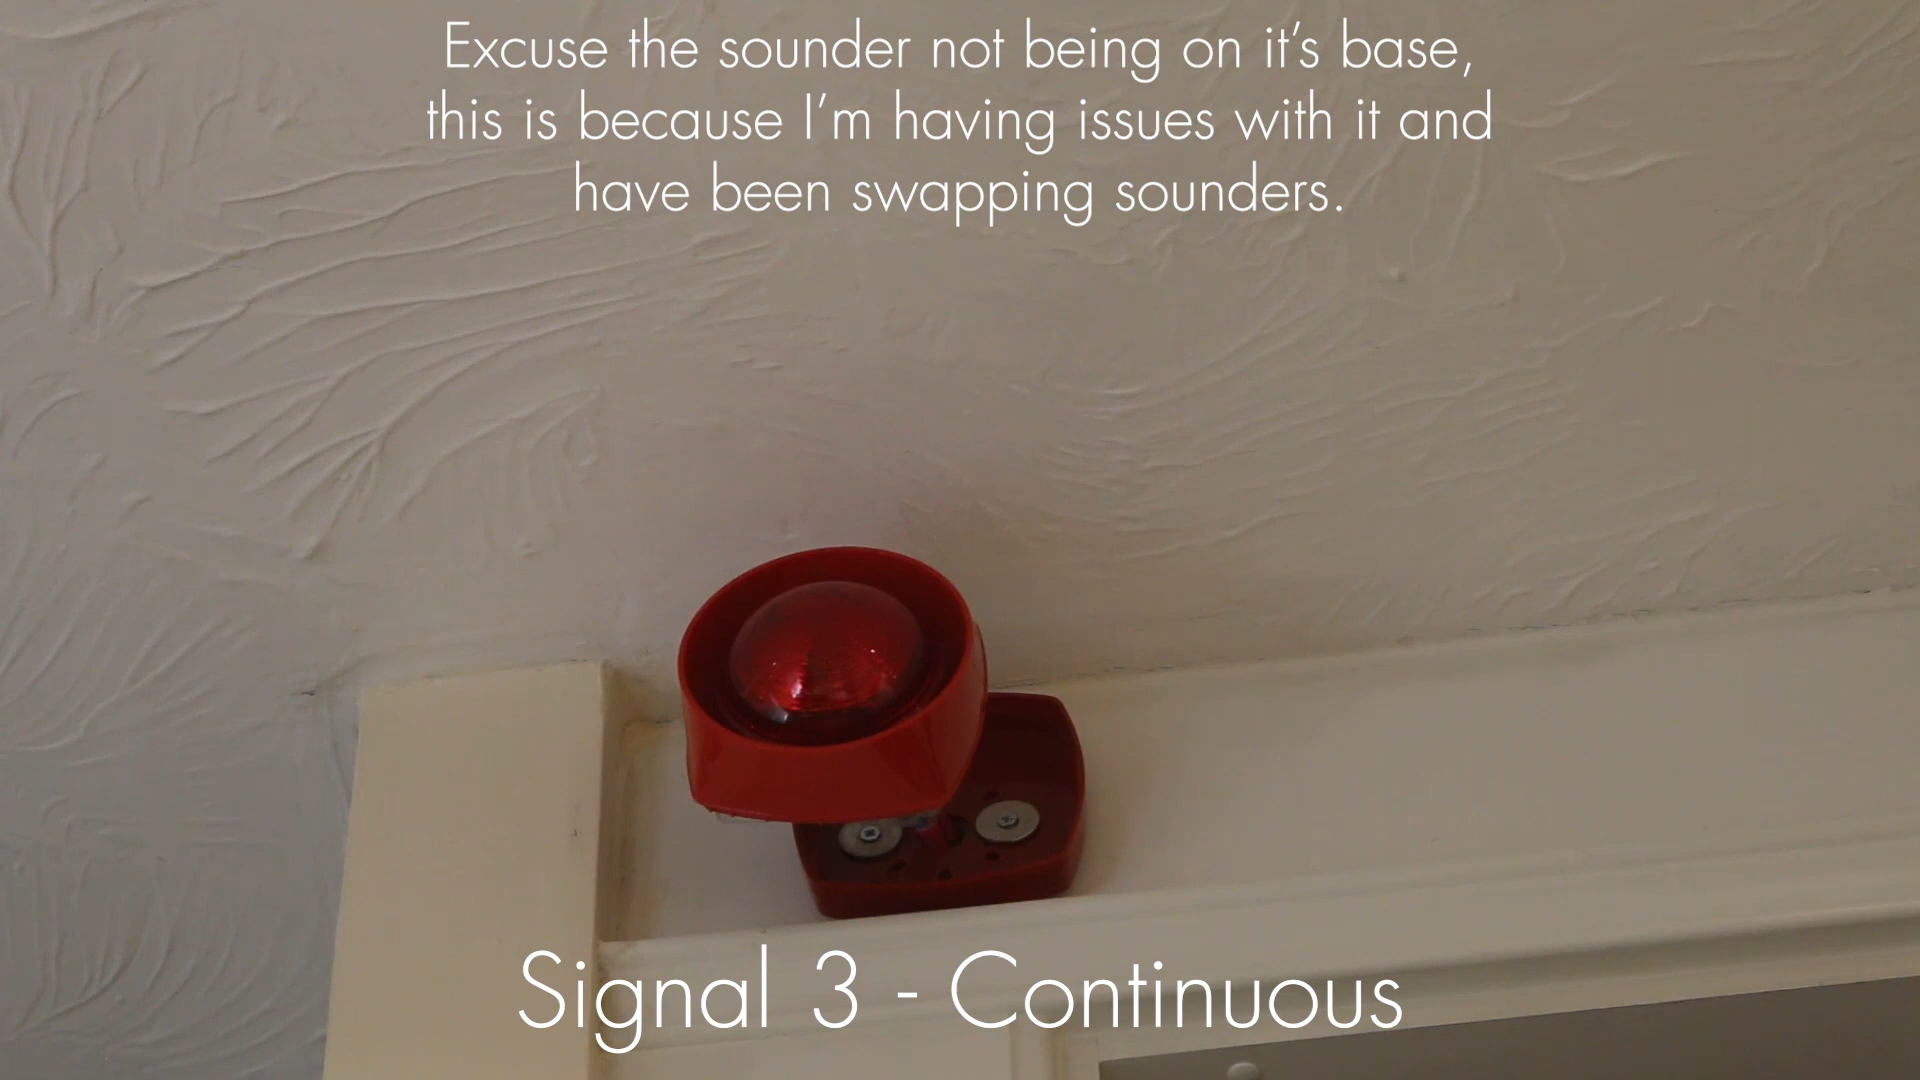 Excuse the sounder not being on it’s base,
this is because I’m having issues with it and
have been swapping sounders.
Signal 3 - Continuous